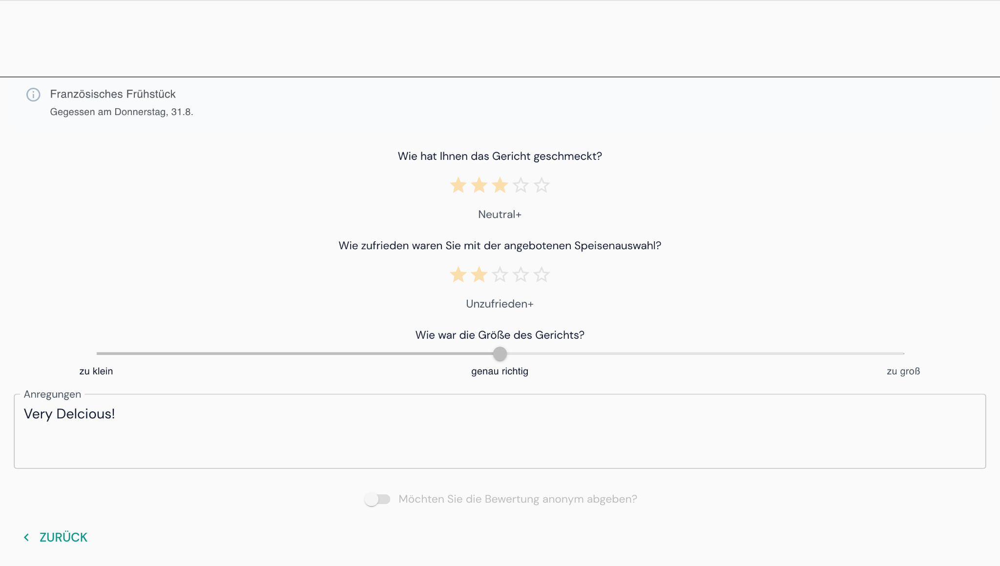 Französisches Frühstück
Gegessen am Donnerstag, 31.8.
Wie hat Ihnen das Gericht geschmeckt?
Neutral+
Wie zufrieden waren Sie mit der angebotenen Speisenauswahl?
Unzufrieden+
Wie war die Größe des Gerichts?
zu klein genau richtig zu groß
Anregungen
Very Delcious!
Möchten Sie die Bewertung anonym abgeben?
ZURÜCK